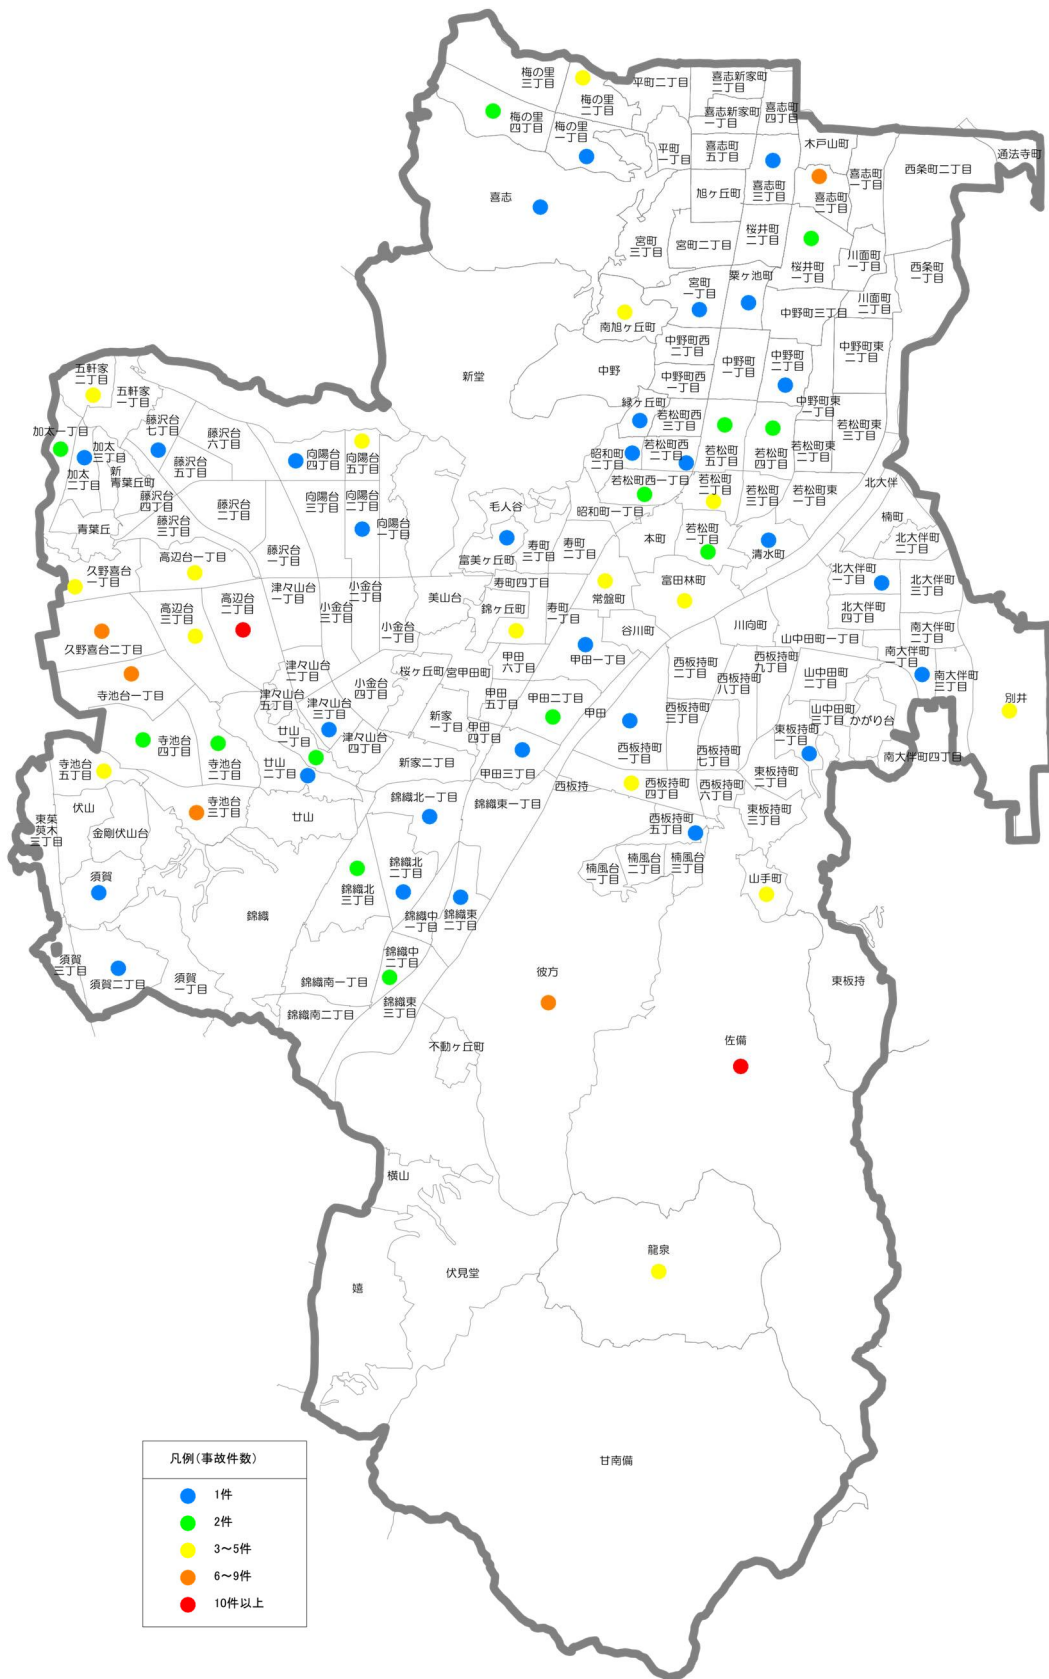 梅の里
三丁目
梅の里
二丁目
梅の里
四丁目
梅の里
一丁目
平町二丁目
平町
一丁目
喜志新家町
二丁目
喜志新家町
一丁目
喜志町
四丁目
喜志町
五丁目
喜志町
三丁目
木戸山町
喜志町
二丁目
喜志町
一丁目
西条町二丁目
通法寺町
喜志
旭ヶ丘町
桜井町
二丁目
桜井町
一丁目
川面町
一丁目
川面町
二丁目
西条町
一丁目
宮町
三丁目
宮町二丁目
宮町
一丁目
粟ヶ池町
中野町三丁目
南旭ヶ丘町
中野町西
二丁目
中野町西
一丁目
中野町
一丁目
中野町
二丁目
中野町東
二丁目
中野町東
一丁目
新堂
中野
緑ヶ丘町
若松町西
三丁目
昭和町
二丁目
若松町西
二丁目
若松町西一丁目
昭和町一丁目
若松町
五丁目
若松町
四丁目
若松町東
二丁目
若松町東
三丁目
若松町
二丁目
若松町
三丁目
若松町東
一丁目
若松町
一丁目
清水町
本町
北大伴
楠町
北大伴町
二丁目
北大伴町
一丁目
北大伴町
三丁目
北大伴町
四丁目
五軒家
二丁目
五軒家
一丁目
加太一丁目
加太
三丁目
加太
二丁目
新
青葉丘町
青葉丘
藤沢台
七丁目
藤沢台
六丁目
藤沢台
五丁目
藤沢台
四丁目
藤沢台
三丁目
藤沢台
二丁目
藤沢台
一丁目
向陽台
四丁目
向陽台
五丁目
向陽台
三丁目
向陽台
二丁目
向陽台
一丁目
毛人谷
富美ヶ丘町
寿町
三丁目
寿町
二丁目
寿町四丁目
寿町
一丁目
常盤町
富田林町
錦ヶ丘町
谷川町
川向町
久野喜台
一丁目
高辺台一丁目
高辺台
三丁目
高辺台
二丁目
久野喜台二丁目
津々山台
一丁目
小金台
三丁目
小金台
二丁目
小金台
一丁目
美山台
津々山台
二丁目
津々山台
五丁目
津々山台
三丁目
小金台
四丁目
津々山台
四丁目
桜ヶ丘町
宮甲田町
甲田
六丁目
甲田一丁目
甲田
五丁目
甲田二丁目
甲田
甲田
四丁目
甲田三丁目
新家
一丁目
新家二丁目
西板持町
二丁目
西板持町
九丁目
西板持町
八丁目
西板持町
三丁目
西板持町
一丁目
西板持町
七丁目
西板持
西板持町
四丁目
西板持町
六丁目
西板持町
五丁目
山中田町一丁目
山中田町
二丁目
山中田町
三丁目
かがり台
南大伴町
二丁目
南大伴町
一丁目
南大伴町
三丁目
南大伴町四丁目
別井
東板持町
一丁目
東板持町
二丁目
東板持町
三丁目
寺池台一丁目
寺池台
四丁目
寺池台
二丁目
寺池台
五丁目
寺池台
三丁目
廿山
一丁目
廿山
二丁目
廿山
伏山
金剛伏山台
東茱
萸木
三丁目
須賀
須賀
三丁目
須賀二丁目
須賀
一丁目
錦織
錦織北一丁目
錦織北
二丁目
錦織北
三丁目
錦織東一丁目
錦織東
二丁目
錦織中
一丁目
錦織中
二丁目
錦織東
三丁目
錦織南一丁目
錦織南二丁目
楠風台
一丁目
楠風台
二丁目
楠風台
三丁目
山手町
彼方
不動ヶ丘町
東板持
佐備
横山
嬉
伏見堂
龍泉
甘南備
凡例(事故件数)
1件
2件
3～5件
6～9件
10件以上